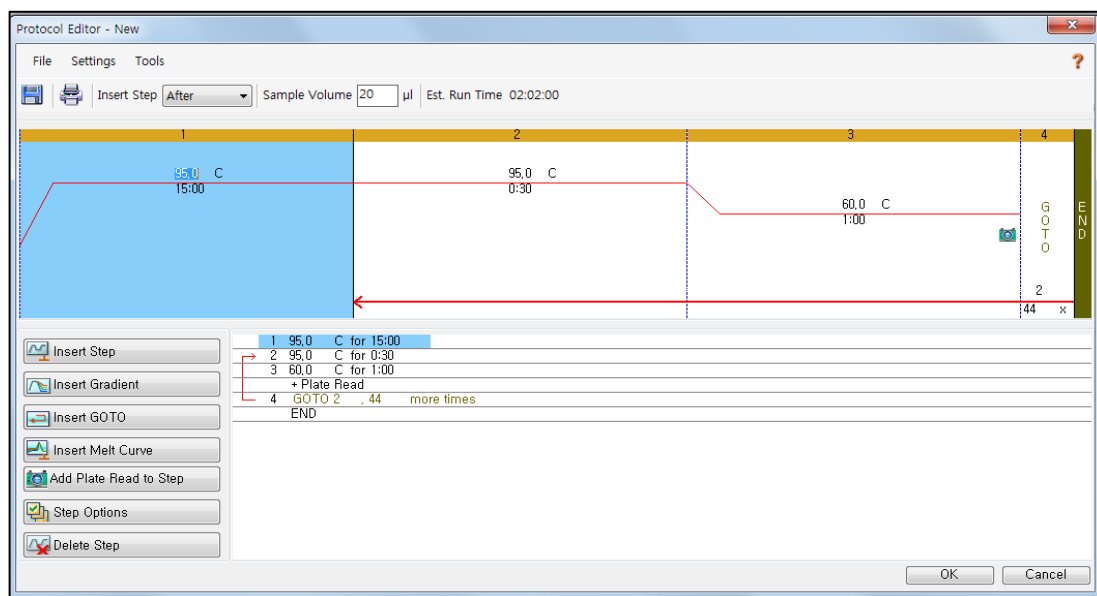 Protocol Editor - New
File Settings Tools ?
Insert Step After Sample Volume 20 μl Est. Run Time 02:02:00
1 2 3 4
95,0 C 95,0 C
15:00 0:30
60,0 C
1:00
GOTO
END
2
44 x
Insert Step
Insert Gradient
Insert GOTO
Insert Melt Curve
Add Plate Read to Step
Step Options
Delete Step
1 95,0 C for 15:00
2 95,0 C for 0:30
3 60,0 C for 1:00
+ Plate Read
4 GOTO 2 , 44 more times
END
OK Cancel